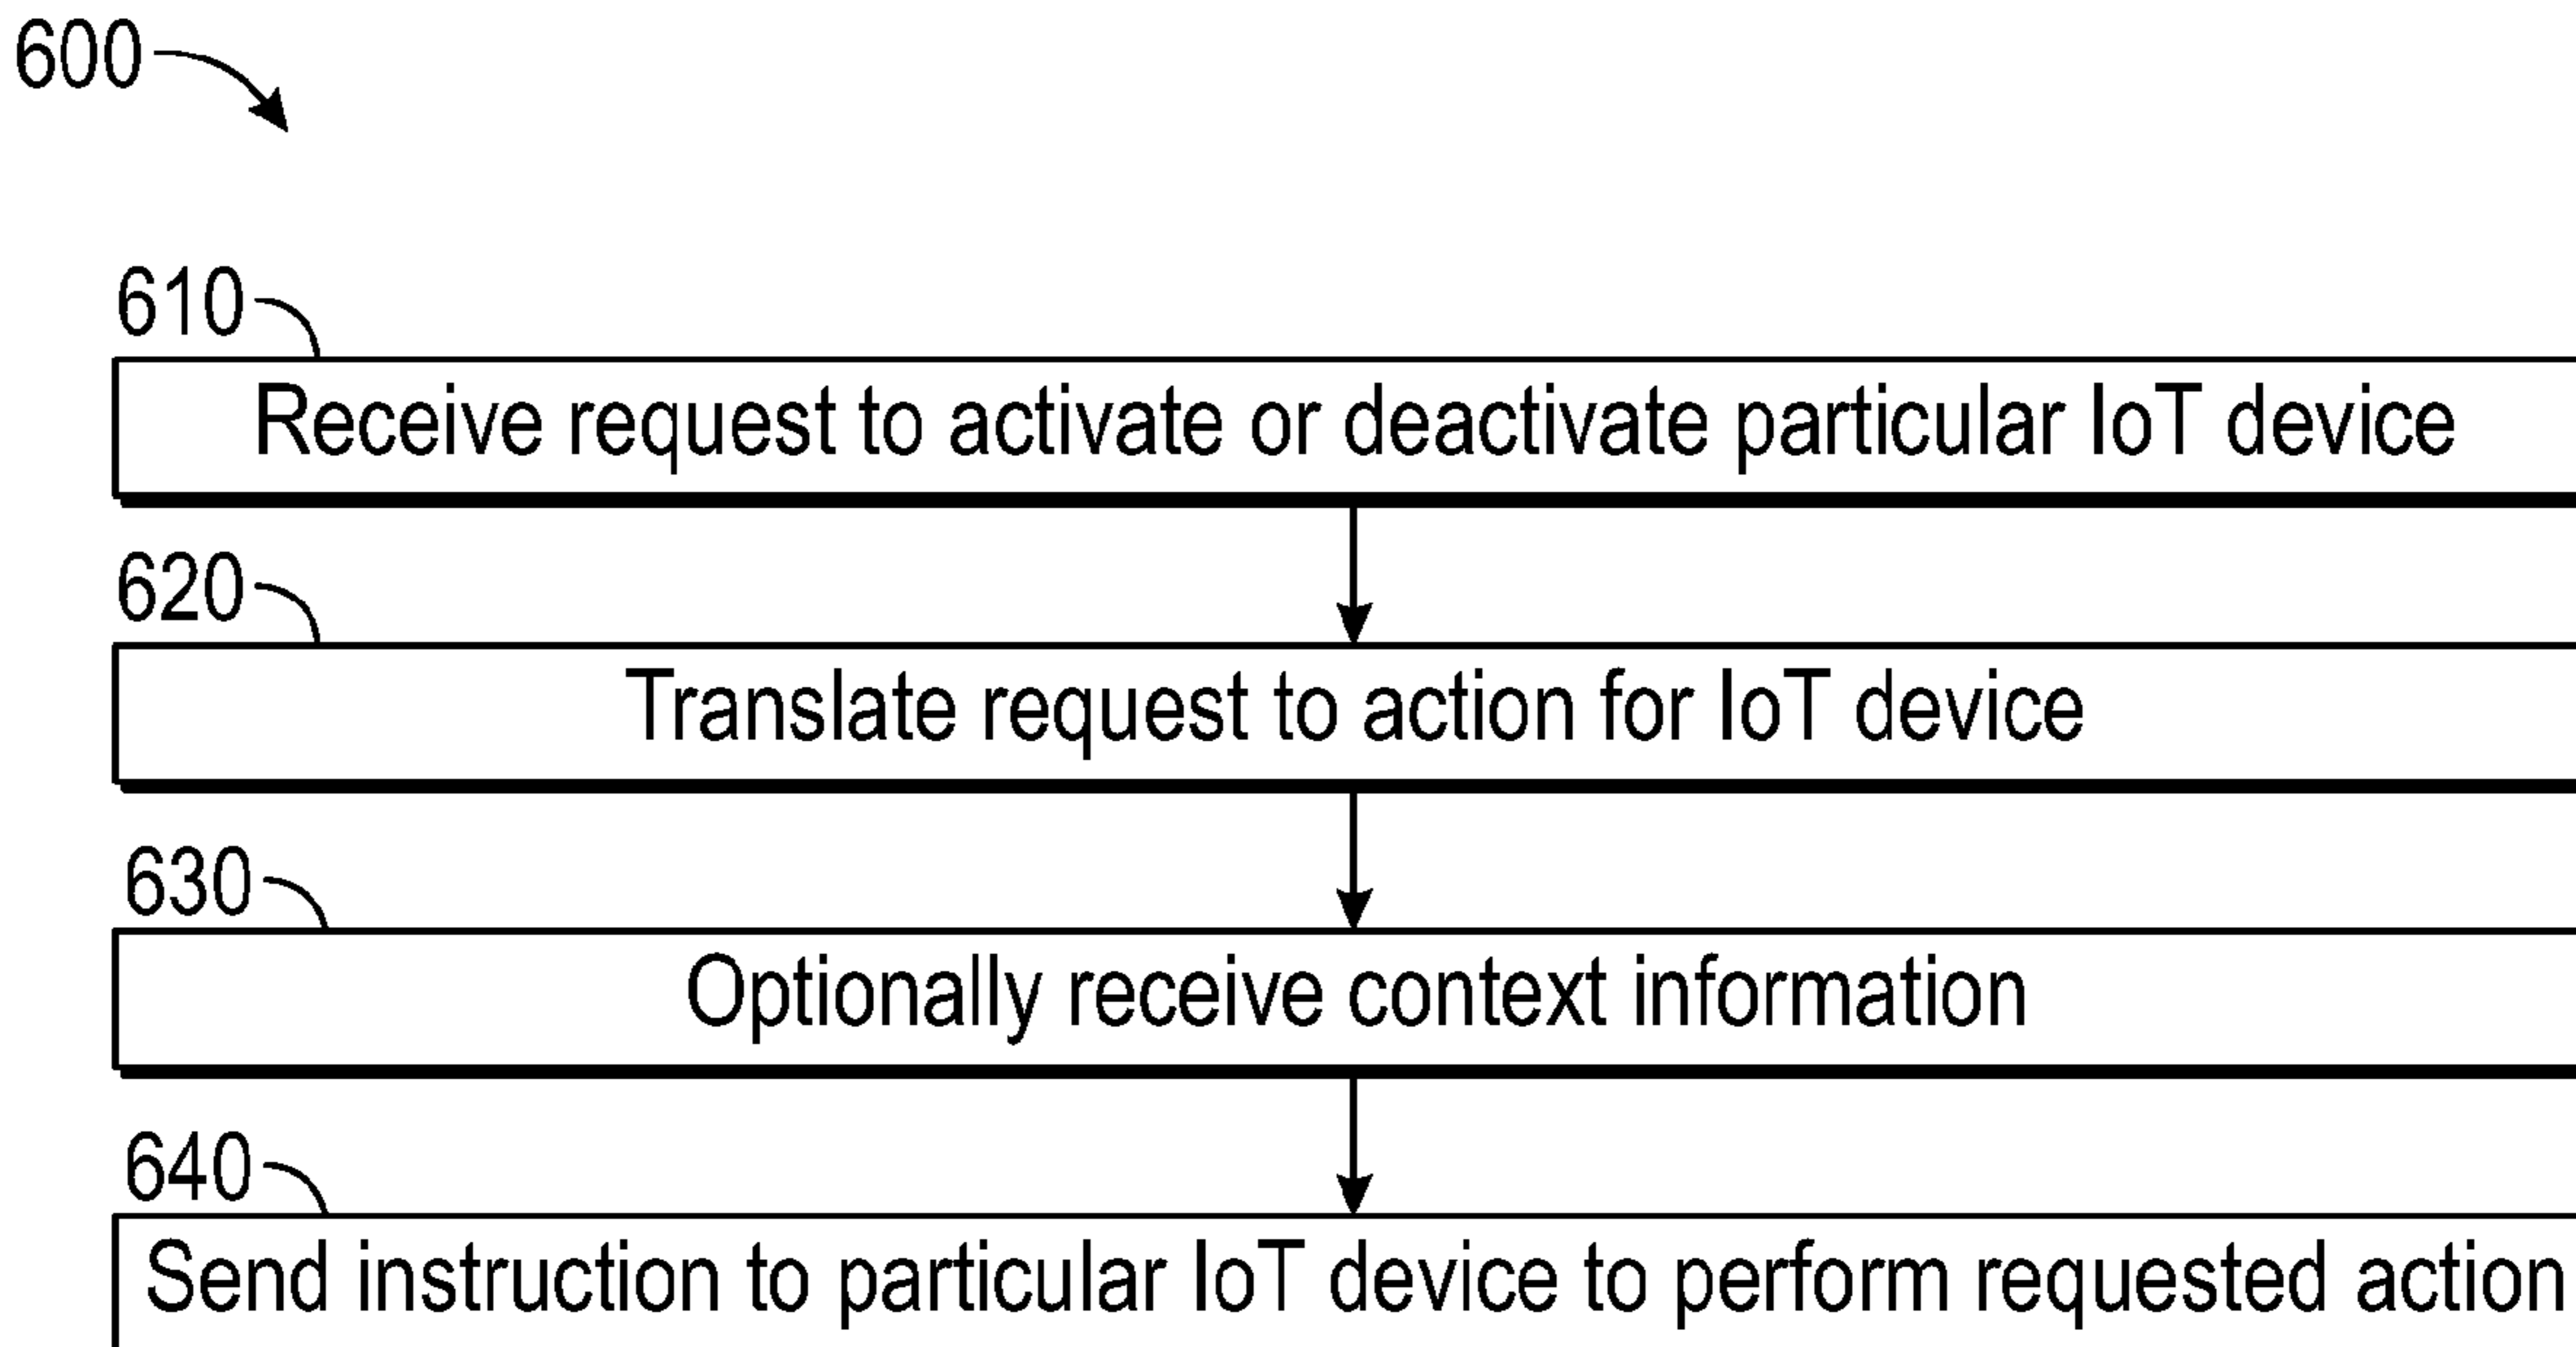 600
610
Receive request to activate or deactivate particular IoT device
620
Translate request to action for IoT device
630
Optionally receive context information
640
Send instruction to particular IoT device to perform requested action